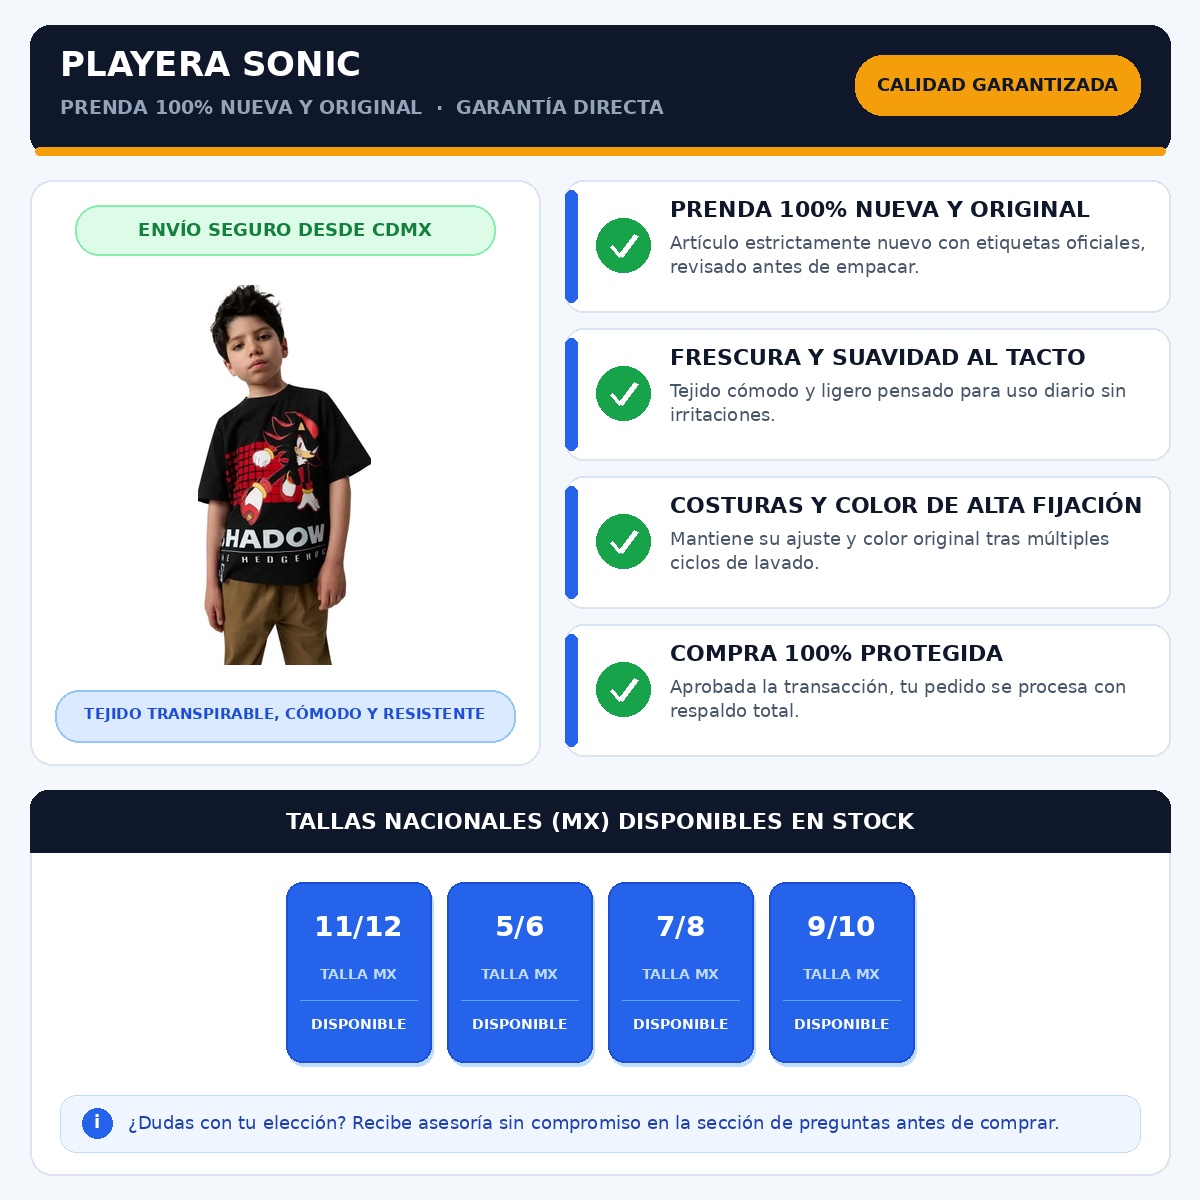 PLAYERA SONIC
PRENDA 100% NUEVA Y ORIGINAL · GARANTÍA DIRECTA
CALIDAD GARANTIZADA
ENVÍO SEGURO DESDE CDMX
SHADOW
THE HEDGEHOG
TEJIDO TRANSPIRABLE, CÓMODO Y RESISTENTE
PRENDA 100% NUEVA Y ORIGINAL
Artículo estrictamente nuevo con etiquetas oficiales,
revisado antes de empacar.
FRESCURA Y SUAVIDAD AL TACTO
Tejido cómodo y ligero pensado para uso diario sin
irritaciones.
COSTURAS Y COLOR DE ALTA FIJACIÓN
Mantiene su ajuste y color original tras múltiples
ciclos de lavado.
COMPRA 100% PROTEGIDA
Aprobada la transacción, tu pedido se procesa con
respaldo total.
TALLAS NACIONALES (MX) DISPONIBLES EN STOCK
11/12
TALLA MX
DISPONIBLE
5/6
TALLA MX
DISPONIBLE
7/8
TALLA MX
DISPONIBLE
9/10
TALLA MX
DISPONIBLE
i
¿Dudas con tu elección? Recibe asesoría sin compromiso en la sección de preguntas antes de comprar.